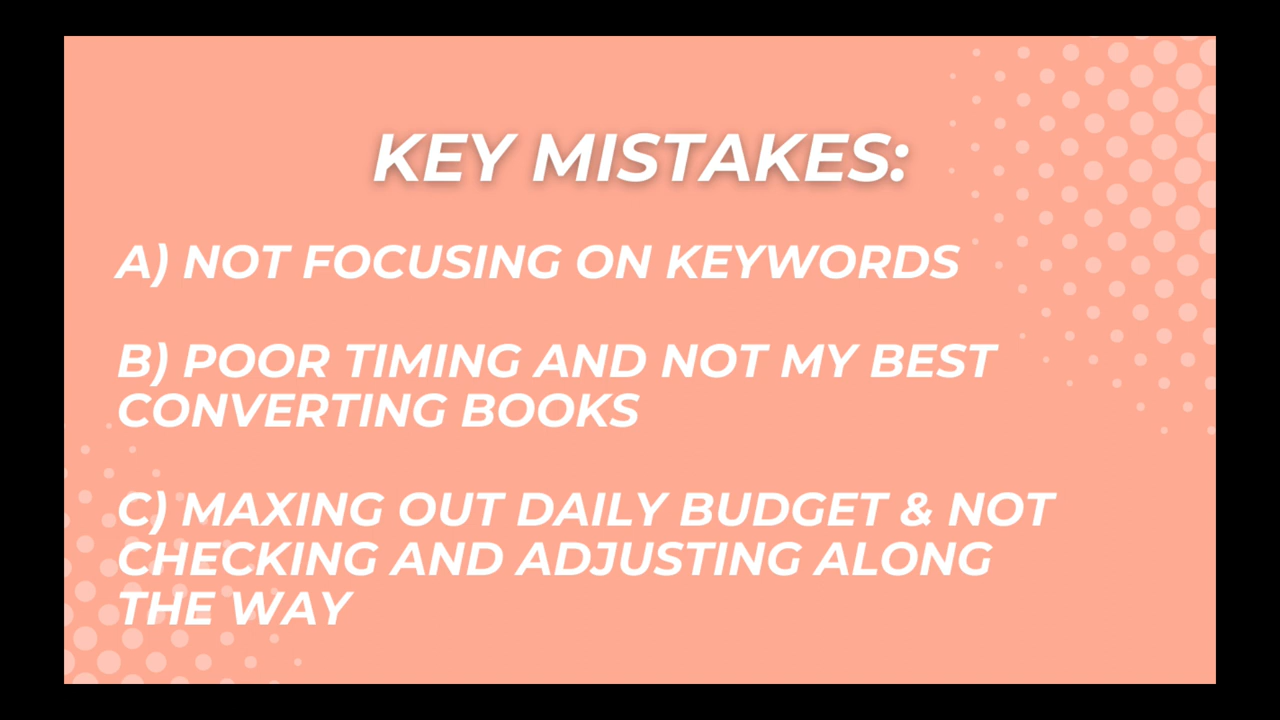 KEY MISTAKES:
A) NOT FOCUSING ON KEYWORDS
B) POOR TIMING AND NOT MY BEST
CONVERTING BOOKS
C) MAXING OUT DAILY BUDGET & NOT
CHECKING AND ADJUSTING ALONG
THE WAY